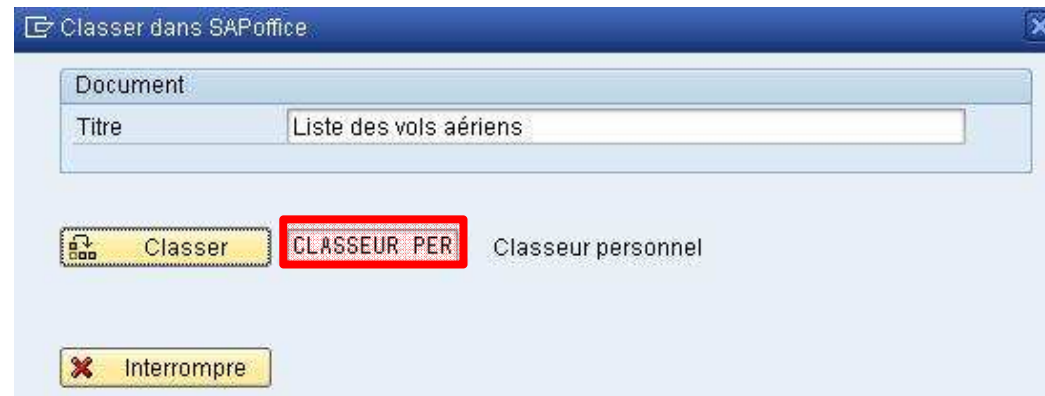 Classer dans SAPoffice
Document
Titre Liste des vols aériens
Classer CLASSEUR PER Classeur personnel
Interrompre